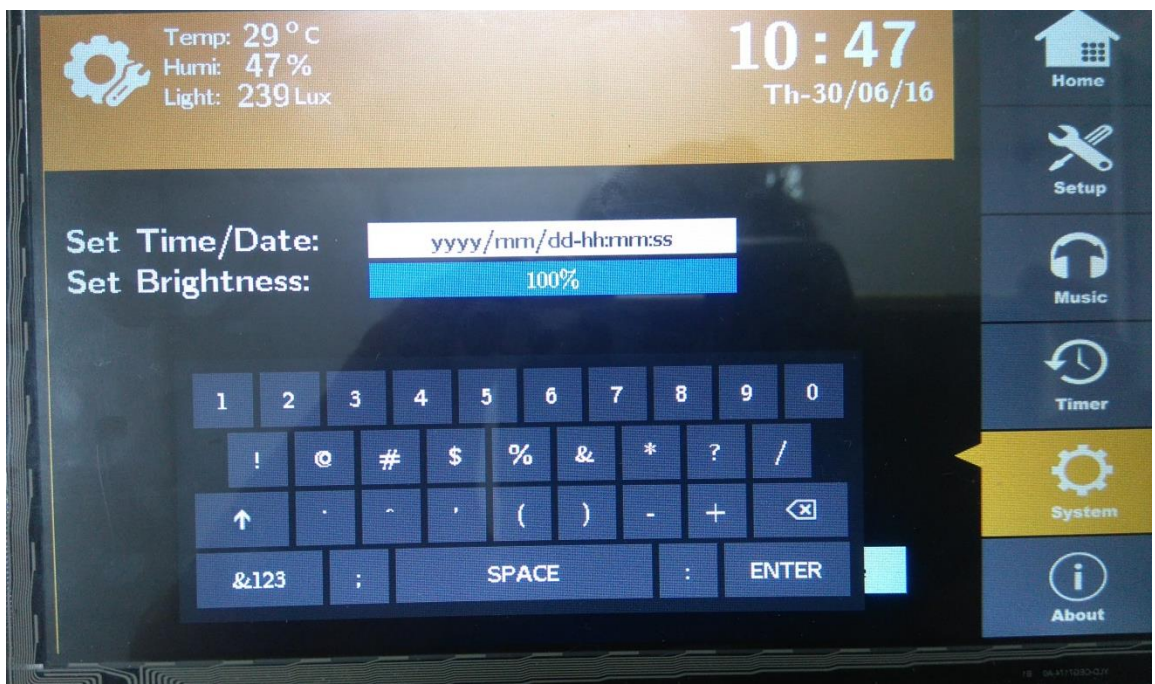 Temp: 29°C
Humi: 47%
Light: 239 Lux
10:47
Th-30/06/16
Home
Setup
Music
Timer
System
About
Set Time/Date: yyyy/mm/dd-hh:mm:ss
Set Brightness: 100%
1 2 3 4 5 6 7 8 9 0
! @ # $ % & * ? /
( ) - +
&123 ; SPACE : ENTER